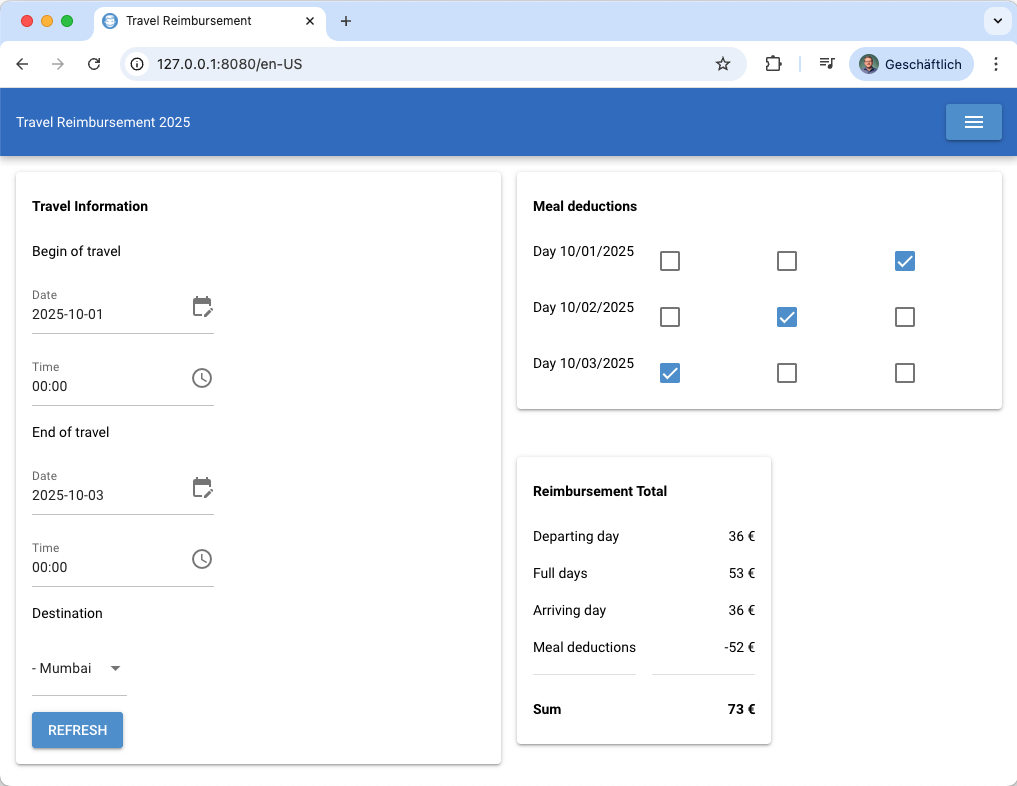 Travel Reimbursement
127.0.0.1:8080/en-US
Geschäftlich
Travel Reimbursement 2025
Travel Information
Begin of travel
Date
2025-10-01
Time
00:00
End of travel
Date
2025-10-03
Time
00:00
Destination
- Mumbai
REFRESH
Meal deductions
Day 10/01/2025
Day 10/02/2025
Day 10/03/2025
Reimbursement Total
Departing day 36 €
Full days 53 €
Arriving day 36 €
Meal deductions -52 €
Sum 73 €